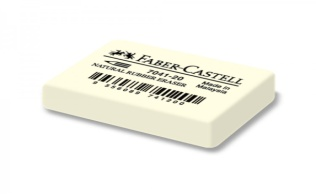 FABER-CASTELL
7041-20
NATURAL RUBBER ERASER
Made in
Malaysia